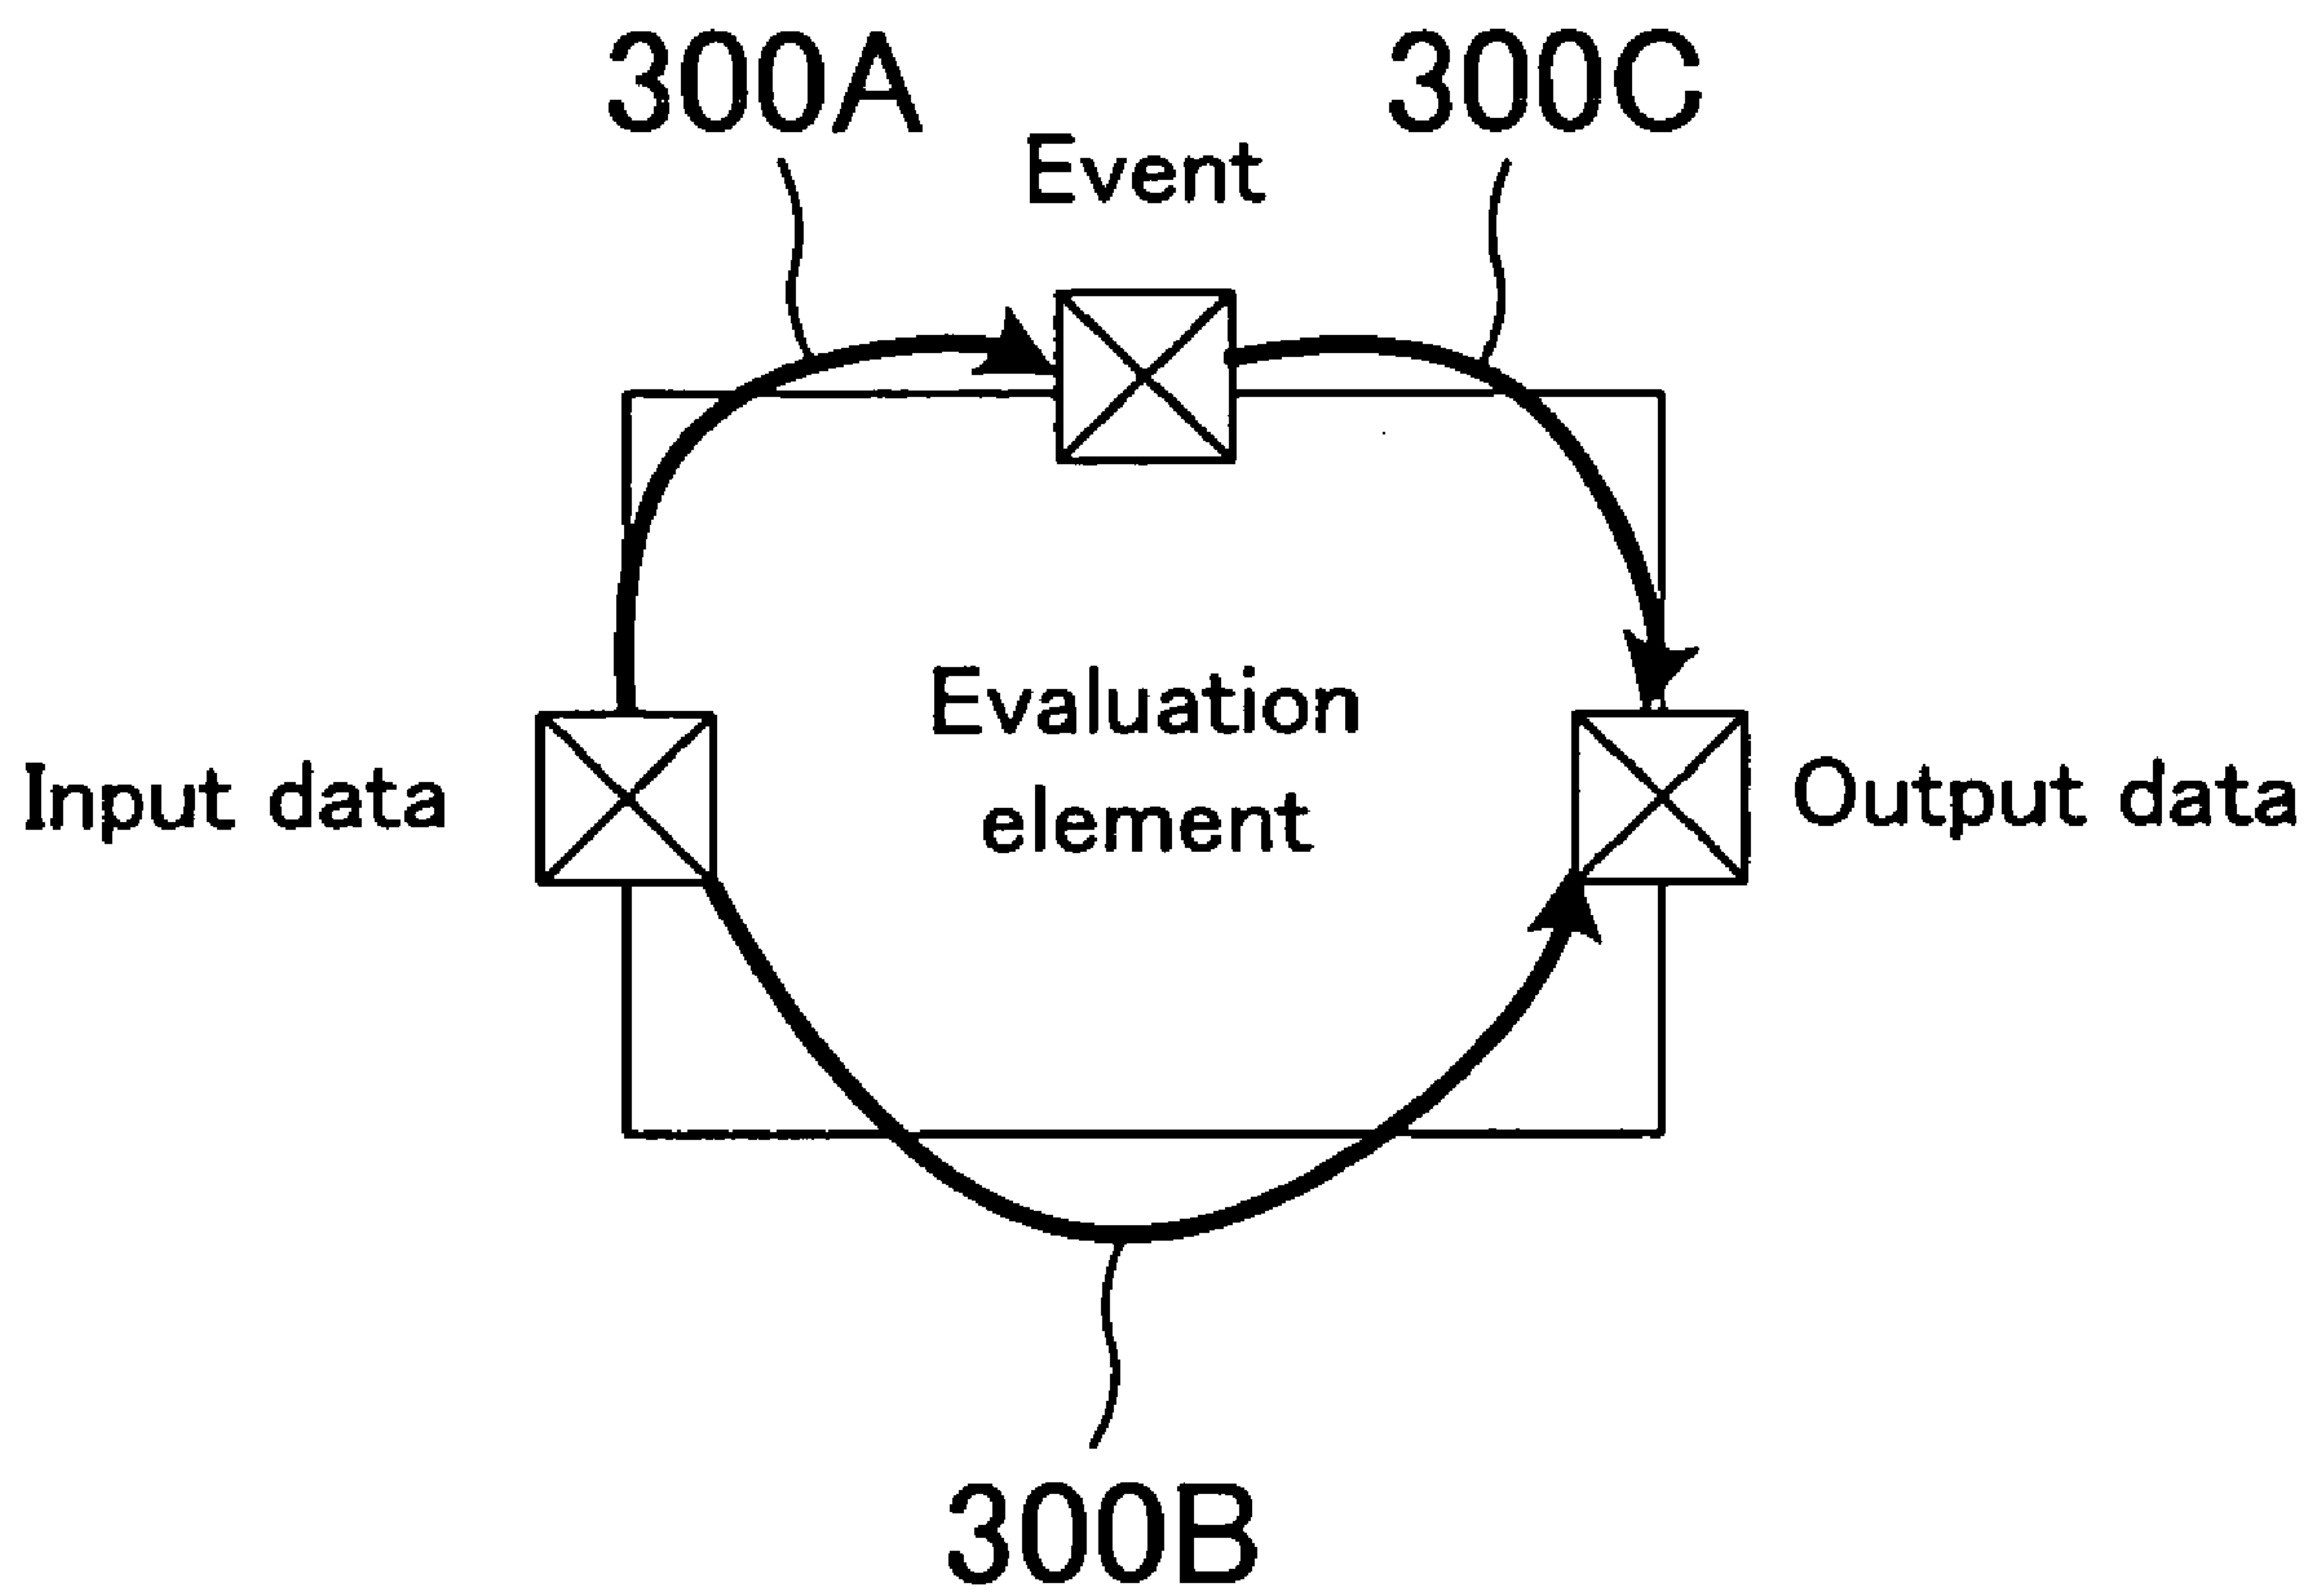 300A
300C
Event
Evaluation
element
Input data
Output data
300B